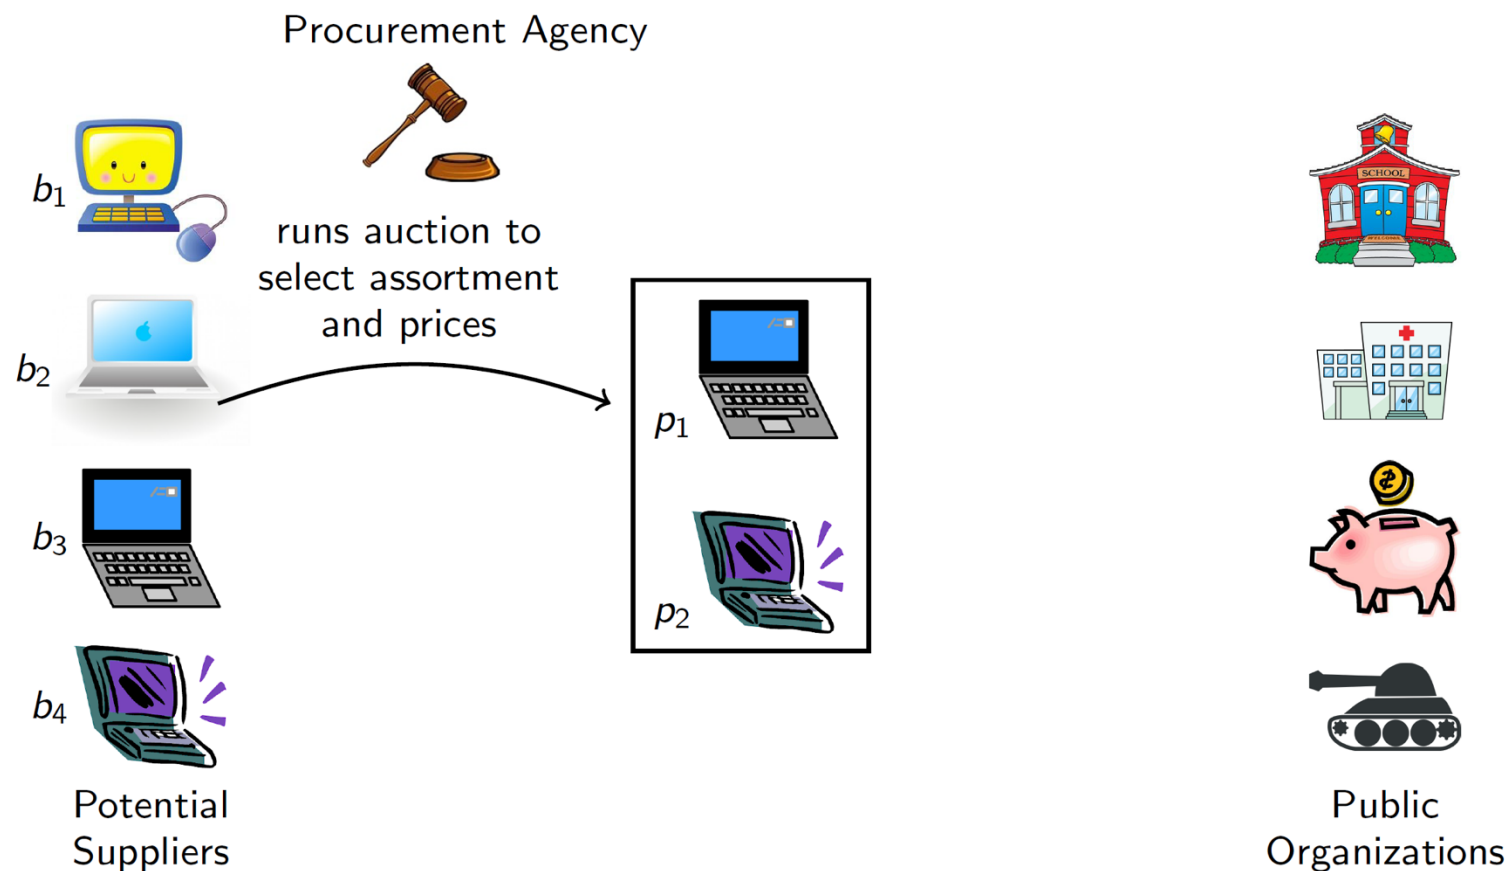 Procurement Agency
b1
runs auction to
select assortment
and prices
b2
b3
b4
Potential
Suppliers
p1
p2
SCHOOL
WELCOME
Public
Organizations